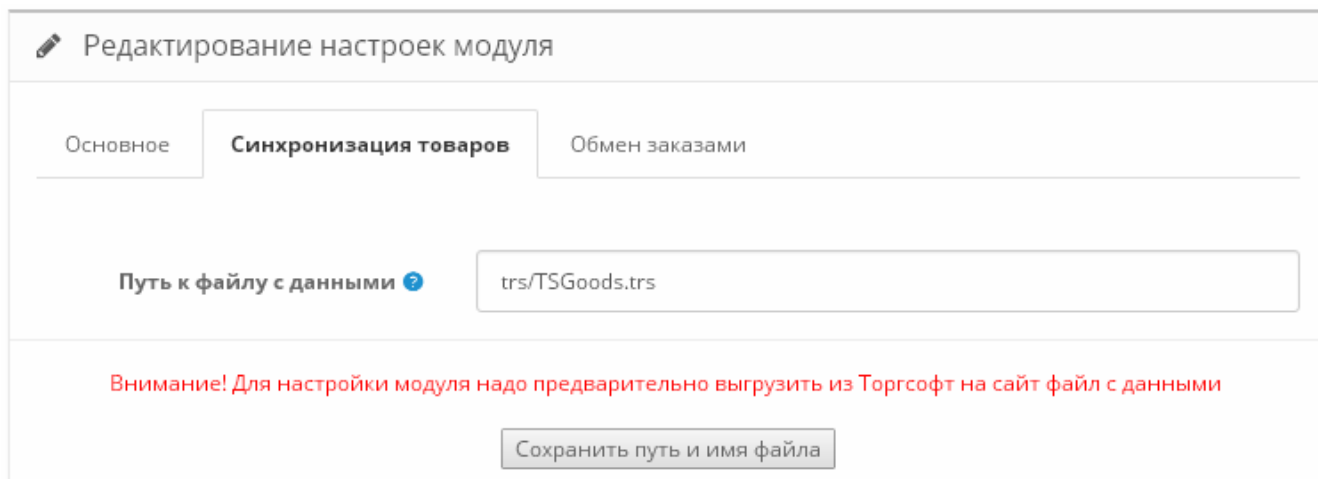 Редактирование настроек модуля
Основное Синхронизация товаров Обмен заказами
Путь к файлу с данными ? trs/TSGoods.trs
Внимание! Для настройки модуля надо предварительно выгрузить из Торгсофт на сайт файл с данными
Сохранить путь и имя файла